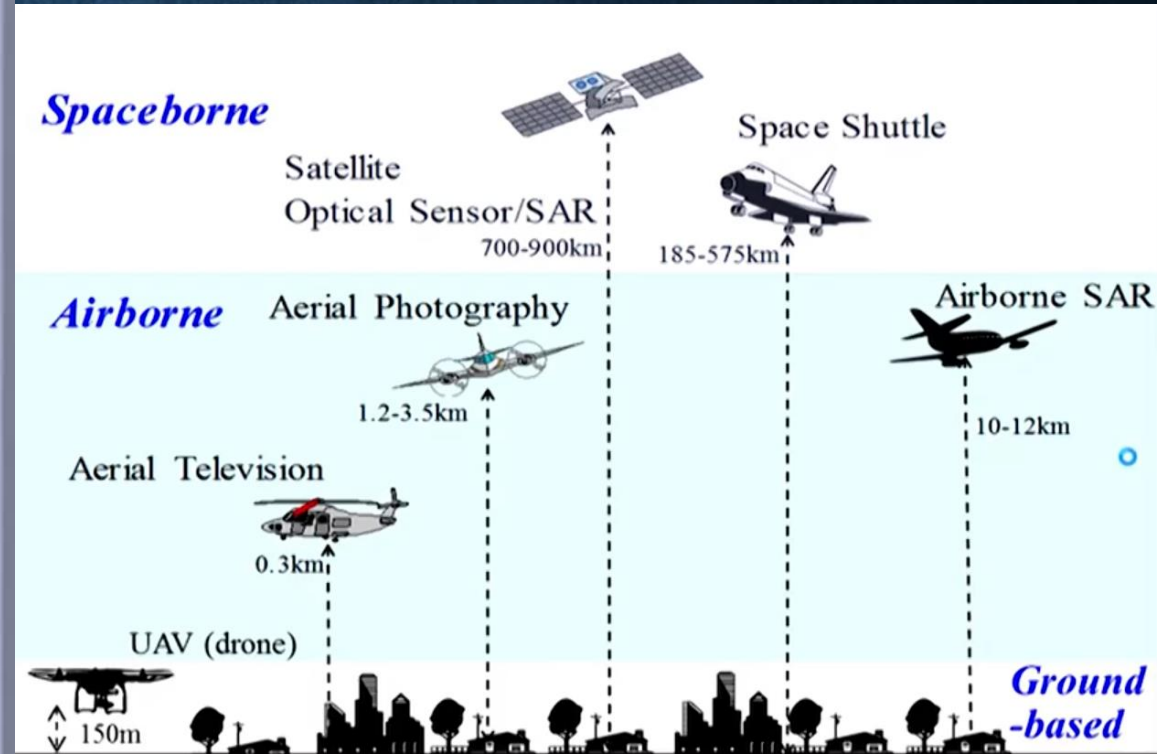 Spaceborne
Space Shuttle
Satellite
Optical Sensor/SAR
700-900km
185-575km
Airborne
Aerial Photography
Airborne SAR
1.2-3.5km
10-12km
Aerial Television
0.3km
UAV (drone)
Ground
-based
150m